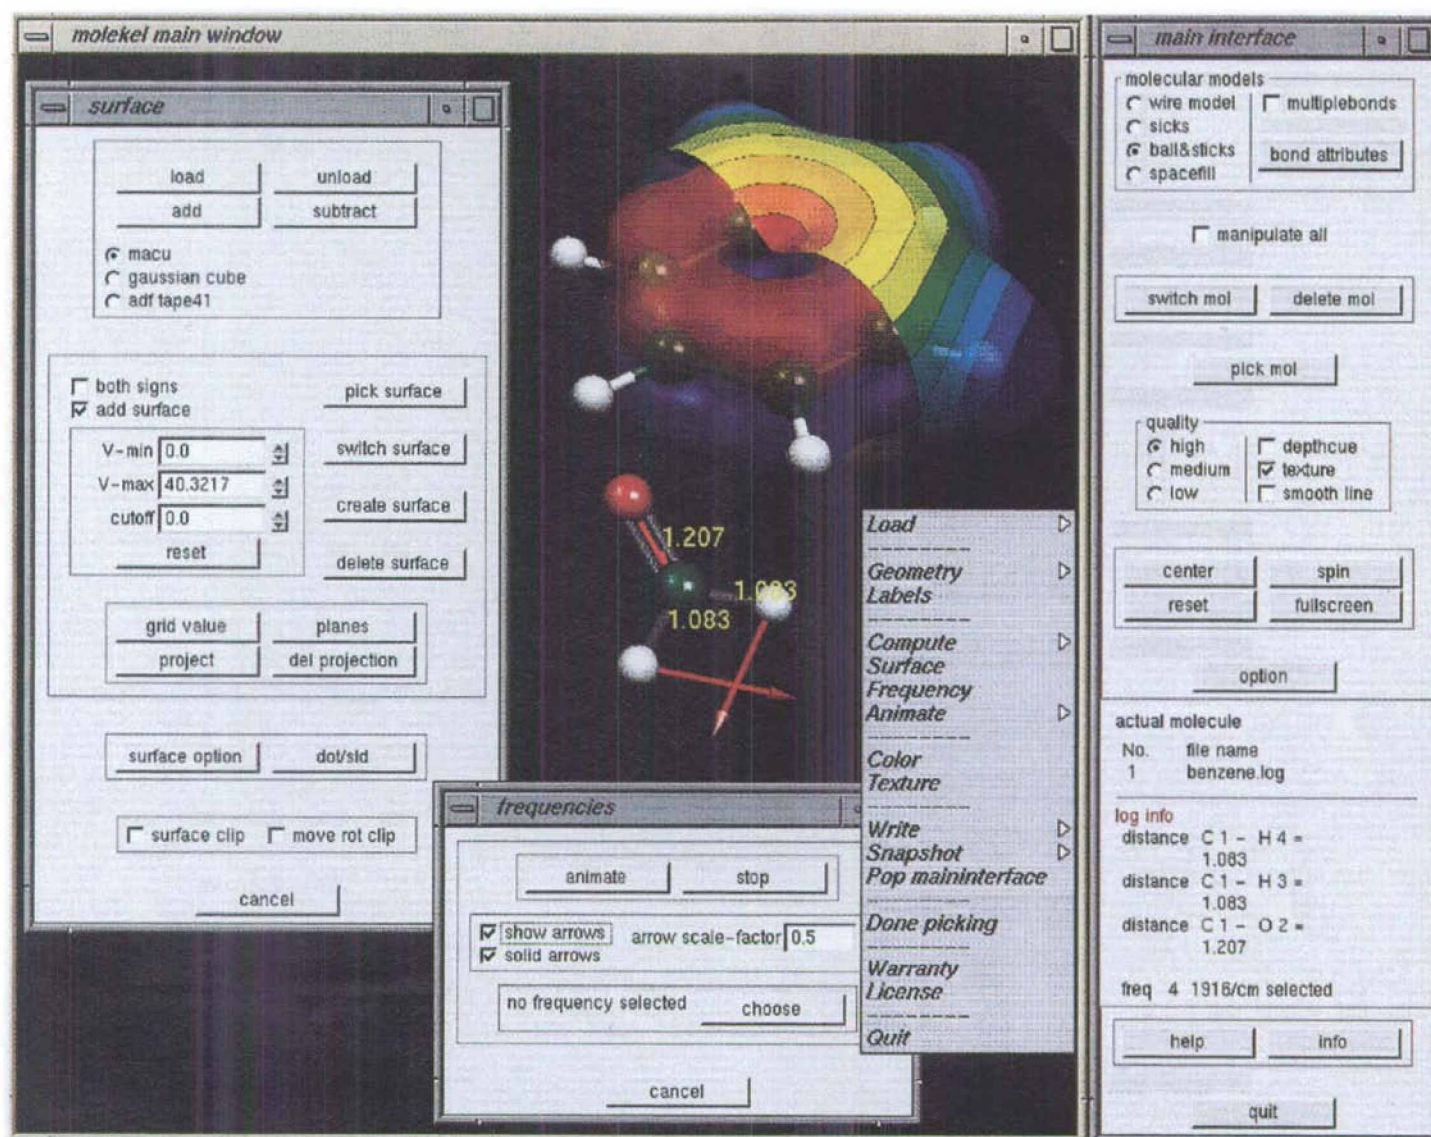 molekel main window
surface
load unload
add subtract
macu
gaussian cube
adf tape41
both signs
add surface
pick surface
V-min 0.0
switch surface
V-max 40.3217
cutoff 0.0
create surface
reset
delete surface
grid value planes
project del projection
surface option dot/sld
surface clip move rot clip
cancel
1.207
1.083
1.083
frequencies
animate stop
show arrows arrow scale-factor 0.5
solid arrows
no frequency selected choose
cancel
Load
----------
Geometry
Labels
----------
Compute
Surface
Frequency
Animate
----------
Color
Texture
----------
Write
Snapshot
Pop maininterface
----------
Done picking
----------
Warranty
License
----------
Quit
main interface
molecular models
wire model multiplebonds
sicks
ball&sticks bond attributes
spacefill
manipulate all
switch mol delete mol
pick mol
quality
high depthcue
medium texture
low smooth line
center spin
reset fullscreen
option
actual molecule
No. file name
1 benzene.log
log info
distance C 1 - H 4 =
1.083
distance C 1 - H 3 =
1.083
distance C 1 - O 2 =
1.207
freq 4 1916/cm selected
help info
quit